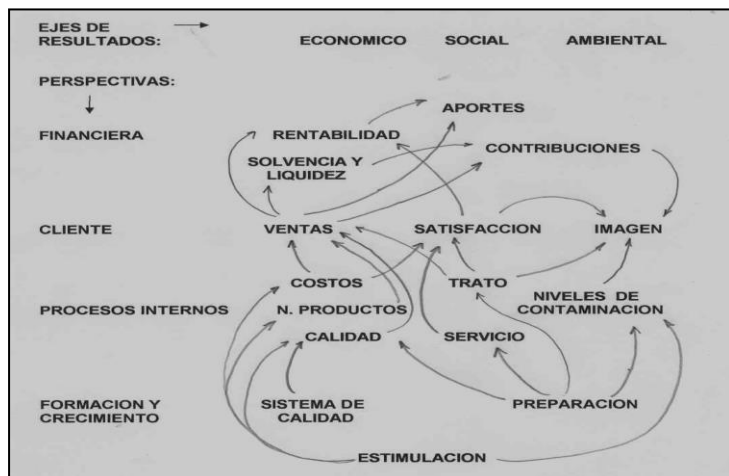 EJES DE
RESULTADOS:
ECONOMICO SOCIAL AMBIENTAL
PERSPECTIVAS:
APORTES
FINANCIERA
RENTABILIDAD
CONTRIBUCIONES
SOLVENCIA Y
LIQUIDEZ
CLIENTE
VENTAS
SATISFACCION
IMAGEN
COSTOS
TRATO
NIVELES DE
CONTAMINACION
PROCESOS INTERNOS
N. PRODUCTOS
CALIDAD
SERVICIO
FORMACION Y
CRECIMIENTO
SISTEMA DE
CALIDAD
PREPARACION
ESTIMULACION